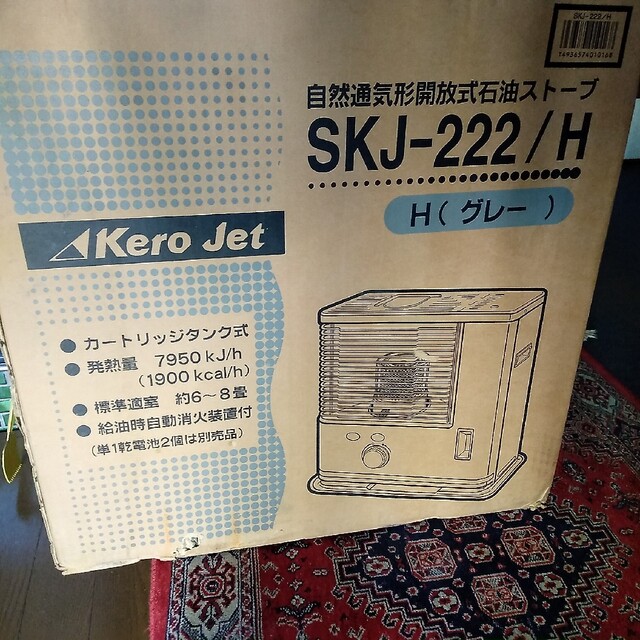 SKJ-222/H
自然通気形開放式石油ストーブ
SKJ-222/H
H(グレー)
Kero Jet
●カートリッジタンク式
●発熱量 7950kJ/h
(1900kcal/h)
●標準適室 約6～8畳
●給油時自動消火装置付
(単1乾電池2個は別売品)